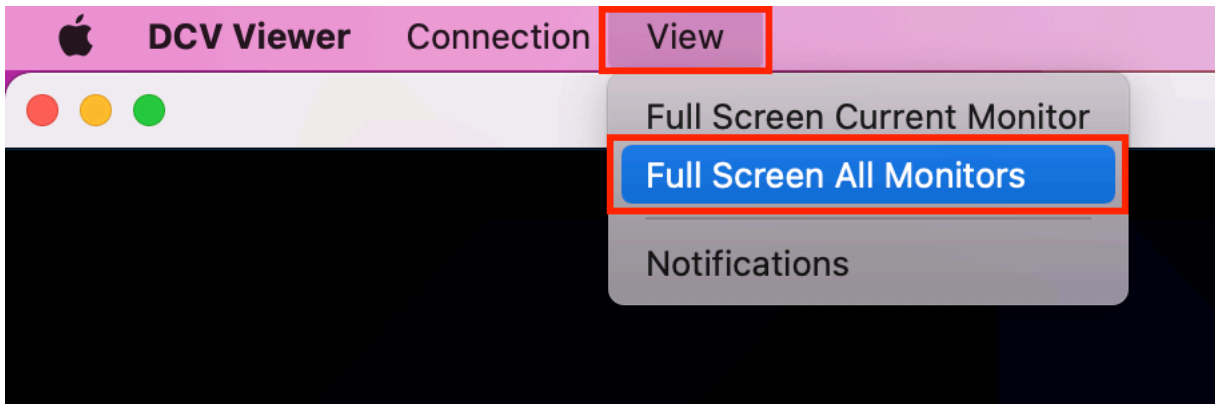 DCV Viewer Connection View
Full Screen Current Monitor
Full Screen All Monitors
Notifications